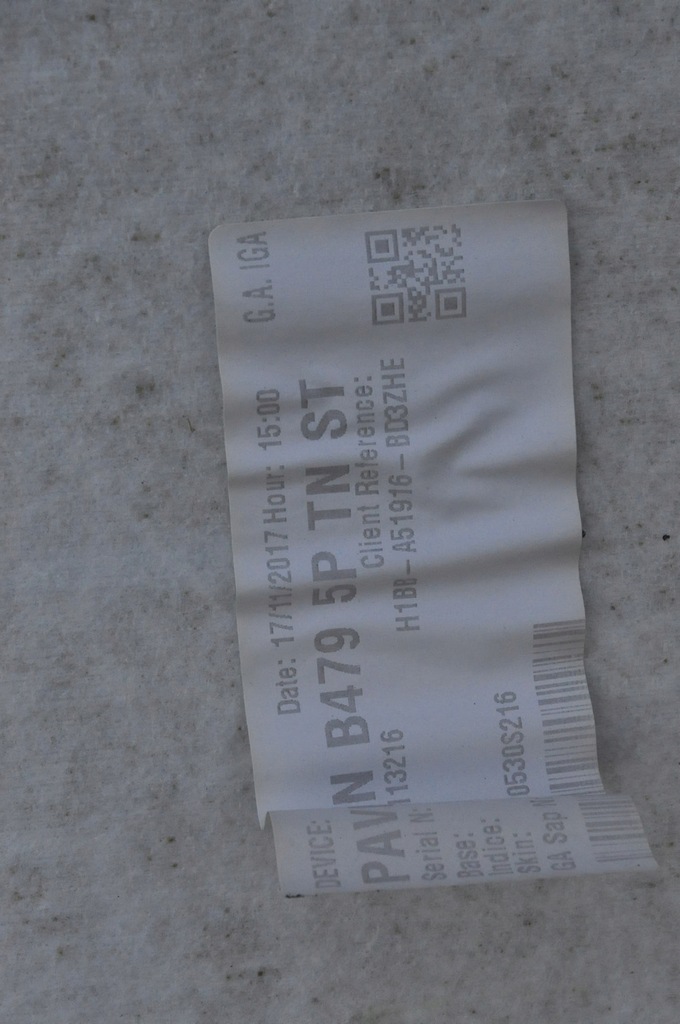 DEVICE: Date: 17/11/2017 Hour: 15:00 G.A. IGA
PAVN B479 5P TN ST
Serial N: 113216 Client Reference:
H1BB-A51916-BD3ZHE
Base:
Indice:
Skin: 0530S216
GA Sap N